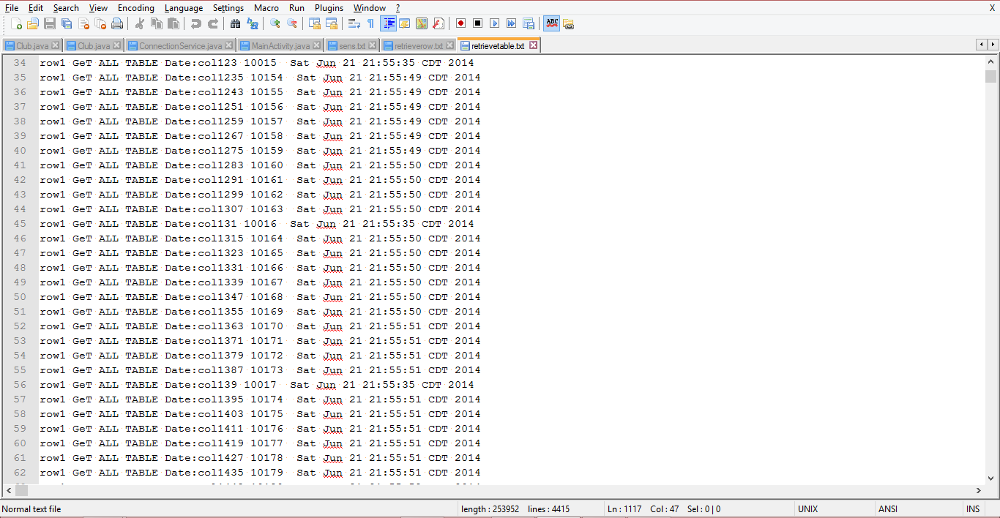 File Edit Search View Encoding Language Settings Macro Run Plugins Window ? X
ABC
Club.java Club.java ConnectionService.java MainActivity.java sens.txt retrieverow.txt retrievetable.txt
34 row1 GeT ALL TABLE Date:col123 10015 Sat Jun 21 21:55:35 CDT 2014
35 row1 GeT ALL TABLE Date:col1235 10154 Sat Jun 21 21:55:49 CDT 2014
36 row1 GeT ALL TABLE Date:col1243 10155 Sat Jun 21 21:55:49 CDT 2014
37 row1 GeT ALL TABLE Date:col1251 10156 Sat Jun 21 21:55:49 CDT 2014
38 row1 GeT ALL TABLE Date:col1259 10157 Sat Jun 21 21:55:49 CDT 2014
39 row1 GeT ALL TABLE Date:col1267 10158 Sat Jun 21 21:55:49 CDT 2014
40 row1 GeT ALL TABLE Date:col1275 10159 Sat Jun 21 21:55:49 CDT 2014
41 row1 GeT ALL TABLE Date:col1283 10160 Sat Jun 21 21:55:50 CDT 2014
42 row1 GeT ALL TABLE Date:col1291 10161 Sat Jun 21 21:55:50 CDT 2014
43 row1 GeT ALL TABLE Date:col1299 10162 Sat Jun 21 21:55:50 CDT 2014
44 row1 GeT ALL TABLE Date:col1307 10163 Sat Jun 21 21:55:50 CDT 2014
45 row1 GeT ALL TABLE Date:col131 10016 Sat Jun 21 21:55:35 CDT 2014
46 row1 GeT ALL TABLE Date:col1315 10164 Sat Jun 21 21:55:50 CDT 2014
47 row1 GeT ALL TABLE Date:col1323 10165 Sat Jun 21 21:55:50 CDT 2014
48 row1 GeT ALL TABLE Date:col1331 10166 Sat Jun 21 21:55:50 CDT 2014
49 row1 GeT ALL TABLE Date:col1339 10167 Sat Jun 21 21:55:50 CDT 2014
50 row1 GeT ALL TABLE Date:col1347 10168 Sat Jun 21 21:55:50 CDT 2014
51 row1 GeT ALL TABLE Date:col1355 10169 Sat Jun 21 21:55:50 CDT 2014
52 row1 GeT ALL TABLE Date:col1363 10170 Sat Jun 21 21:55:51 CDT 2014
53 row1 GeT ALL TABLE Date:col1371 10171 Sat Jun 21 21:55:51 CDT 2014
54 row1 GeT ALL TABLE Date:col1379 10172 Sat Jun 21 21:55:51 CDT 2014
55 row1 GeT ALL TABLE Date:col1387 10173 Sat Jun 21 21:55:51 CDT 2014
56 row1 GeT ALL TABLE Date:col139 10017 Sat Jun 21 21:55:35 CDT 2014
57 row1 GeT ALL TABLE Date:col1395 10174 Sat Jun 21 21:55:51 CDT 2014
58 row1 GeT ALL TABLE Date:col1403 10175 Sat Jun 21 21:55:51 CDT 2014
59 row1 GeT ALL TABLE Date:col1411 10176 Sat Jun 21 21:55:51 CDT 2014
60 row1 GeT ALL TABLE Date:col1419 10177 Sat Jun 21 21:55:51 CDT 2014
61 row1 GeT ALL TABLE Date:col1427 10178 Sat Jun 21 21:55:51 CDT 2014
62 row1 GeT ALL TABLE Date:col1435 10179 Sat Jun 21 21:55:51 CDT 2014
Normal text file length : 253952 lines : 4415 Ln : 1117 Col : 47 Sel : 0 | 0 UNIX ANSI INS